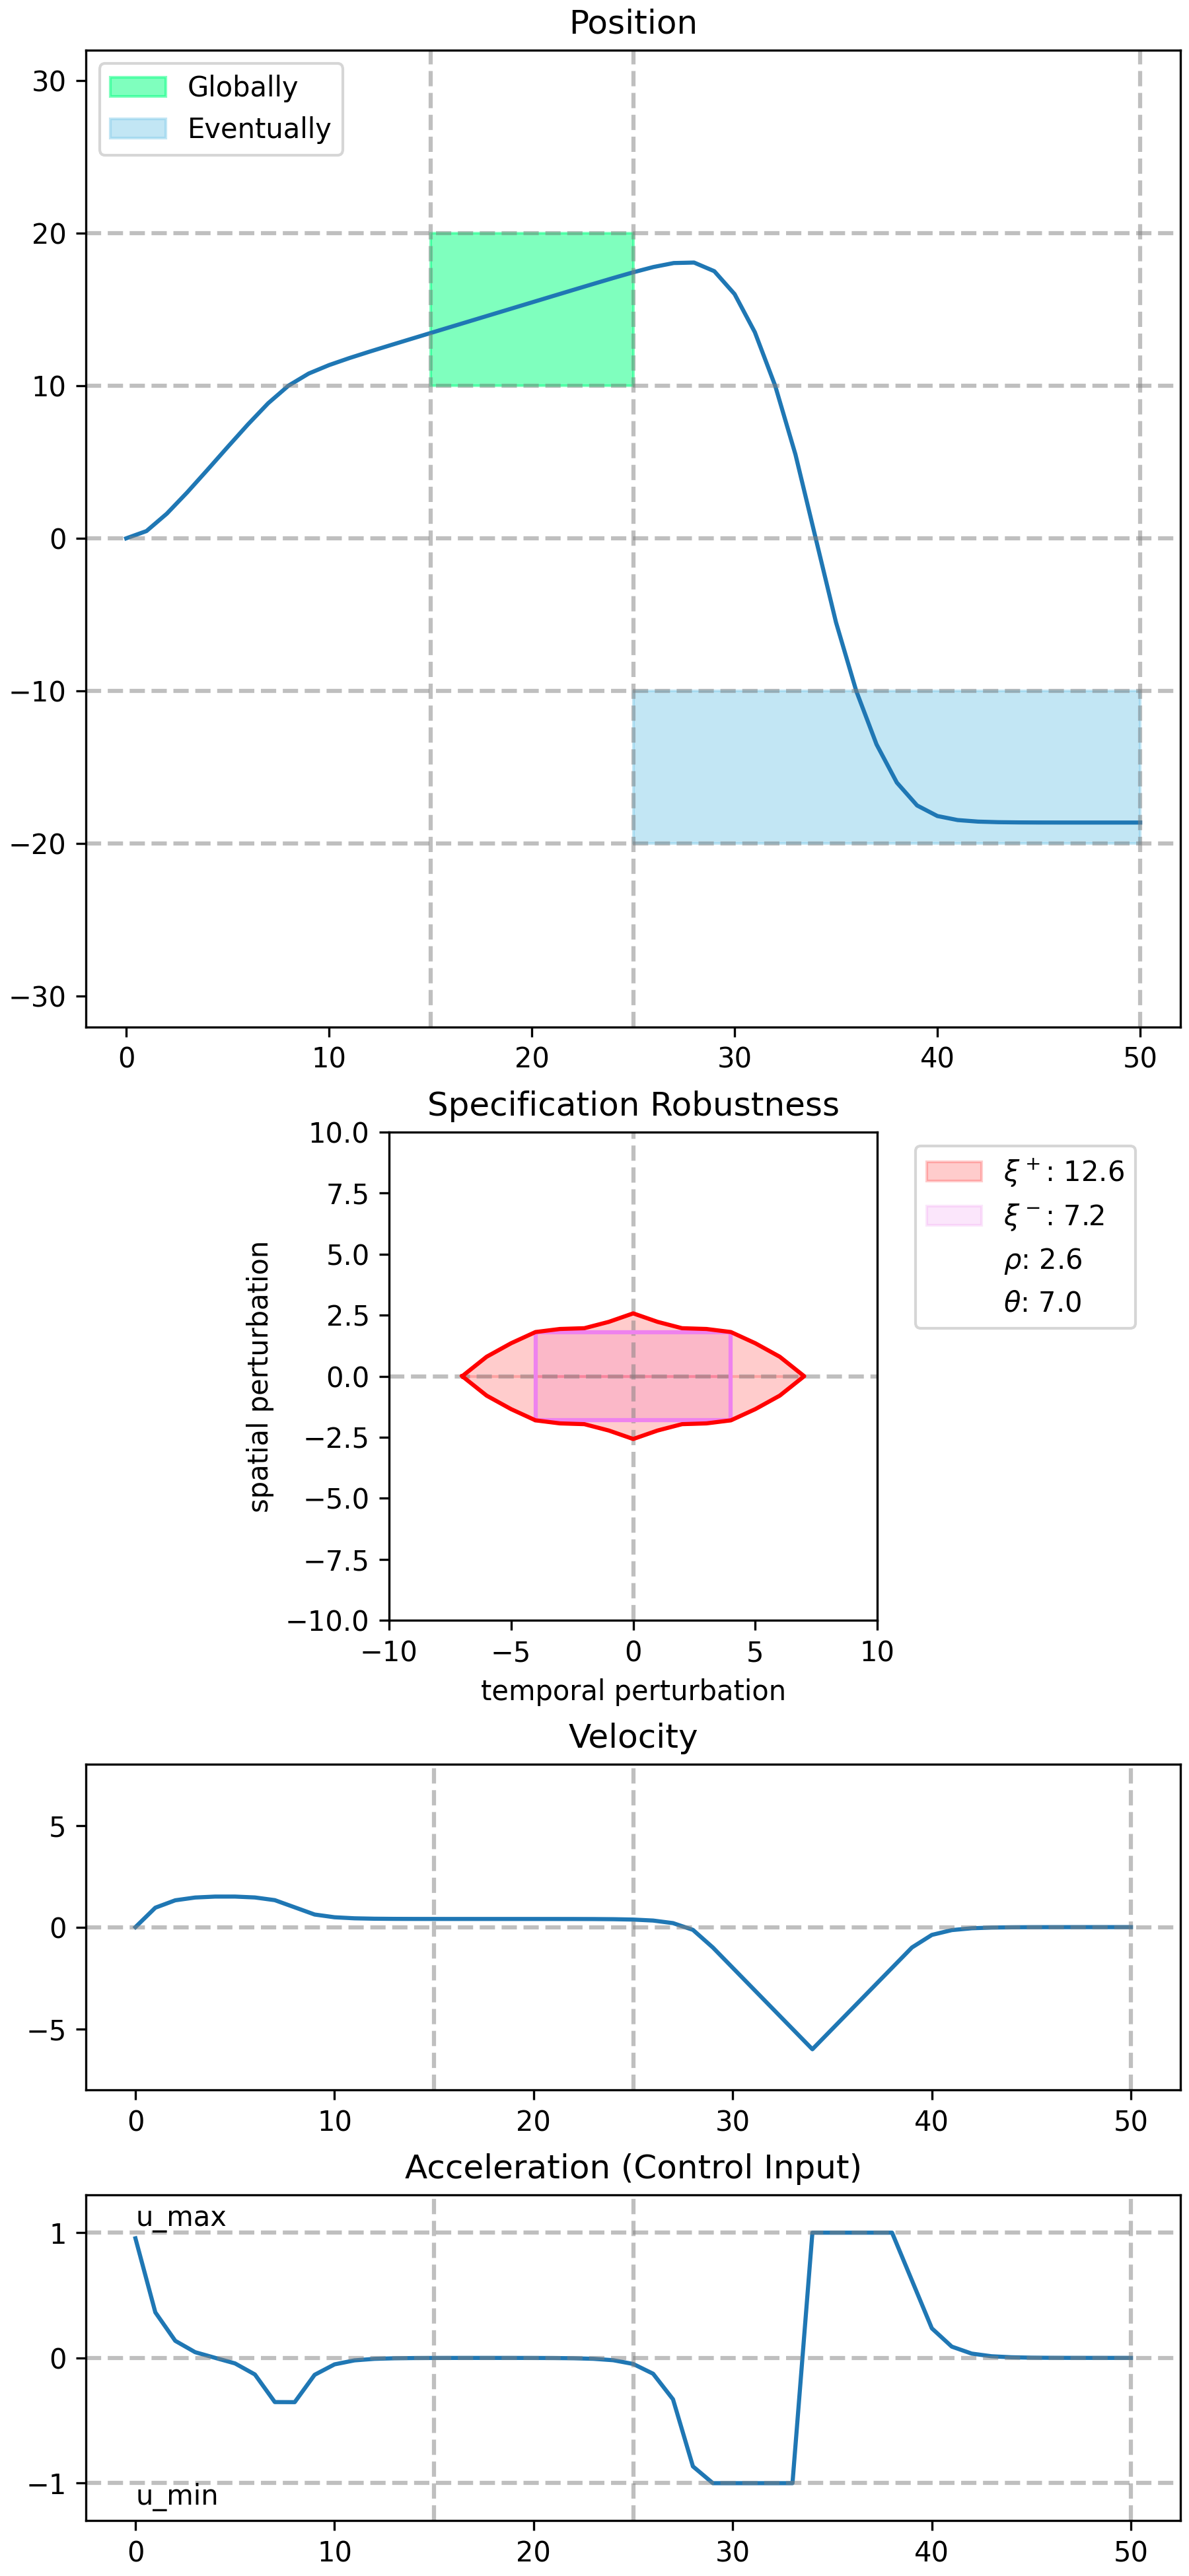 Position
Globally
Eventually
30
20
10
0
−10
−20
−30
0 10 20 30 40 50
Specification Robustness
ξ⁺: 12.6
ξ⁻: 7.2
ρ: 2.6
θ: 7.0
spatial perturbation
10.0
7.5
5.0
2.5
0.0
−2.5
−5.0
−7.5
−10.0
−10 −5 0 5 10
temporal perturbation
Velocity
5
0
−5
0 10 20 30 40 50
Acceleration (Control Input)
u_max
1
0
−1
u_min
0 10 20 30 40 50